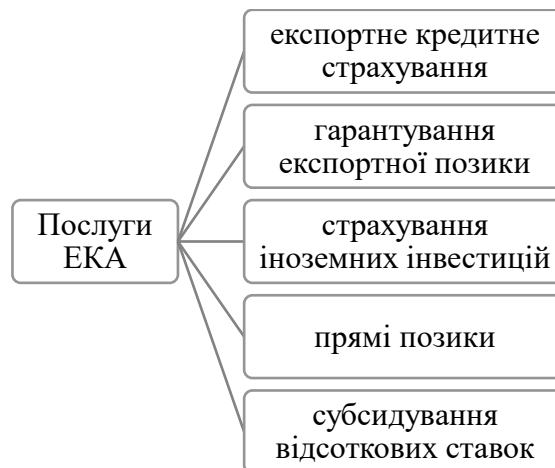 експортне кредитне
страхування
гарантування
експортної позики
Послуги
ЕКА
страхування
іноземних інвестицій
прямі позики
субсидування
відсоткових ставок